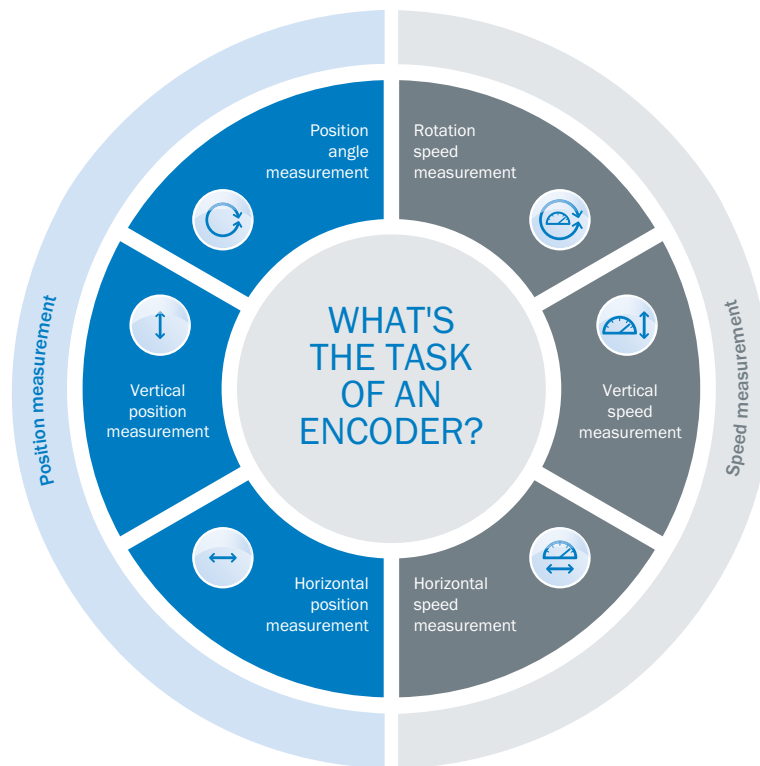 Position
angle
measurement
Rotation
speed
measurement
Position measurement
WHAT'S
THE TASK
OF AN
ENCODER?
Speed measurement
Vertical
position
measurement
Vertical
speed
measurement
Horizontal
position
measurement
Horizontal
speed
measurement